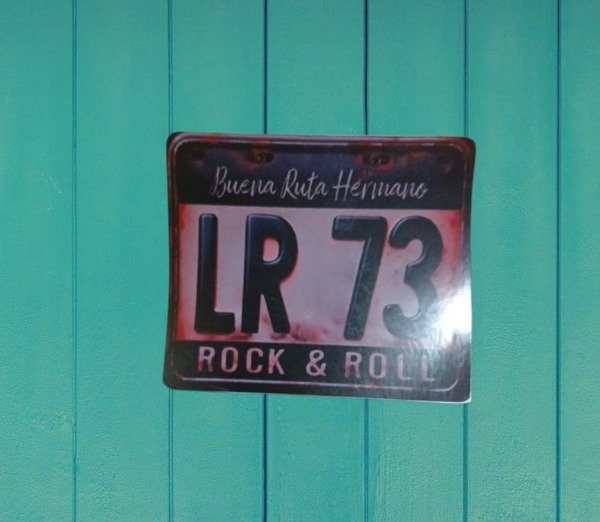 Buena Ruta Hermano
LR 73
ROCK & ROLL